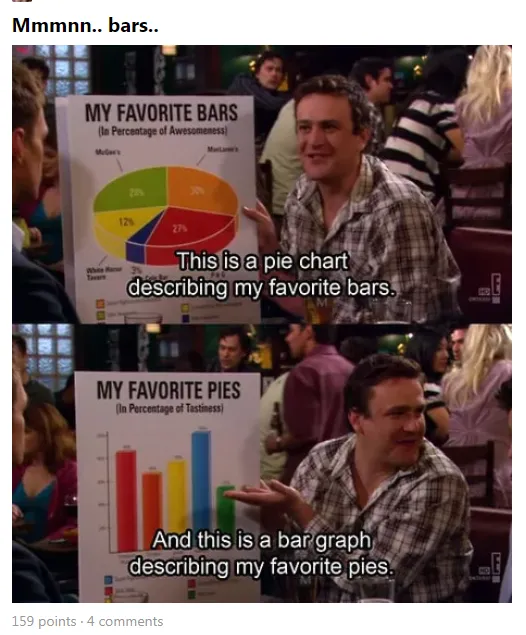 Mmmnn.. bars..
MY FAVORITE BARS
(In Percentage of Awesomeness)
McGee's
MacLaren's
20%
30%
12%
27%
3%
White Horse
Tavern
This is a pie chart
describing my favorite bars.
HD
MY FAVORITE PIES
(In Percentage of Tastiness)
And this is a bar graph
describing my favorite pies.
HD
159 points · 4 comments